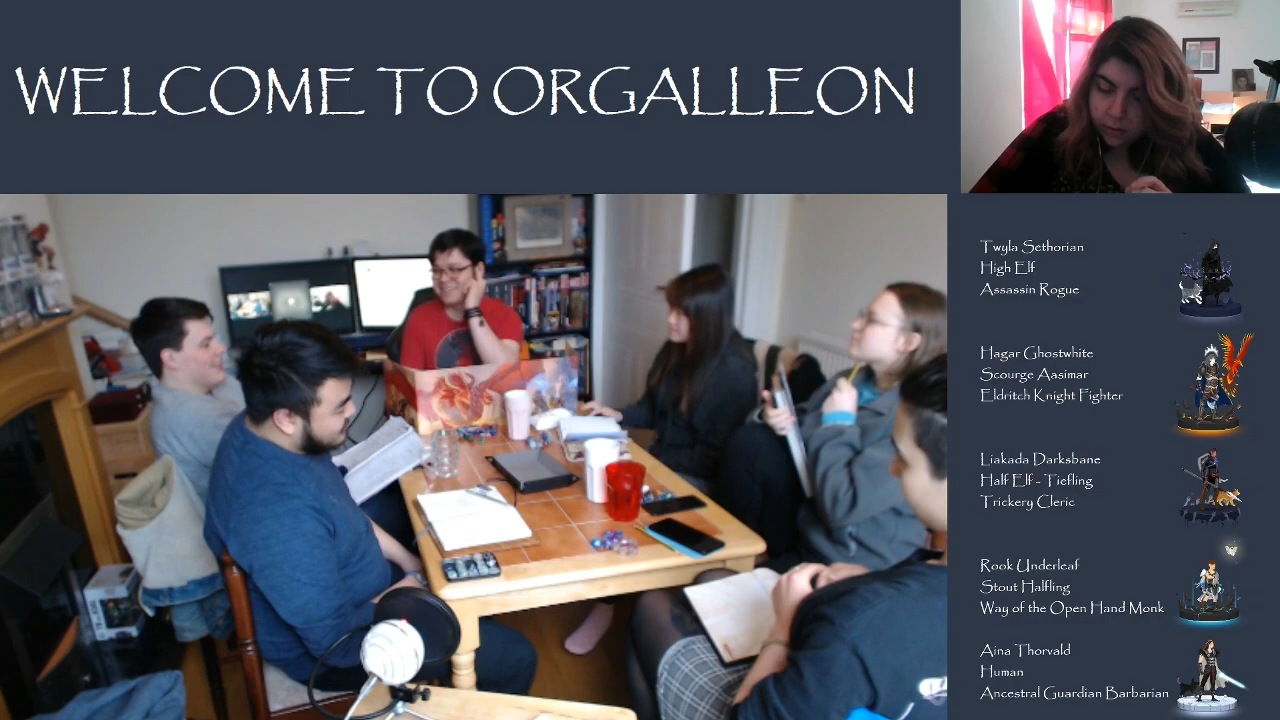 WELCOME TO ORGALLEON
Twyla Sethorian
High Elf
Assassin Rogue
Hagar Ghostwhite
Scourge Aasimar
Eldritch Knight Fighter
Liakada Darksbane
Half Elf - Tiefling
Trickery Cleric
Rook Underleaf
Stout Halfling
Way of the Open Hand Monk
Aina Thorvald
Human
Ancestral Guardian Barbarian